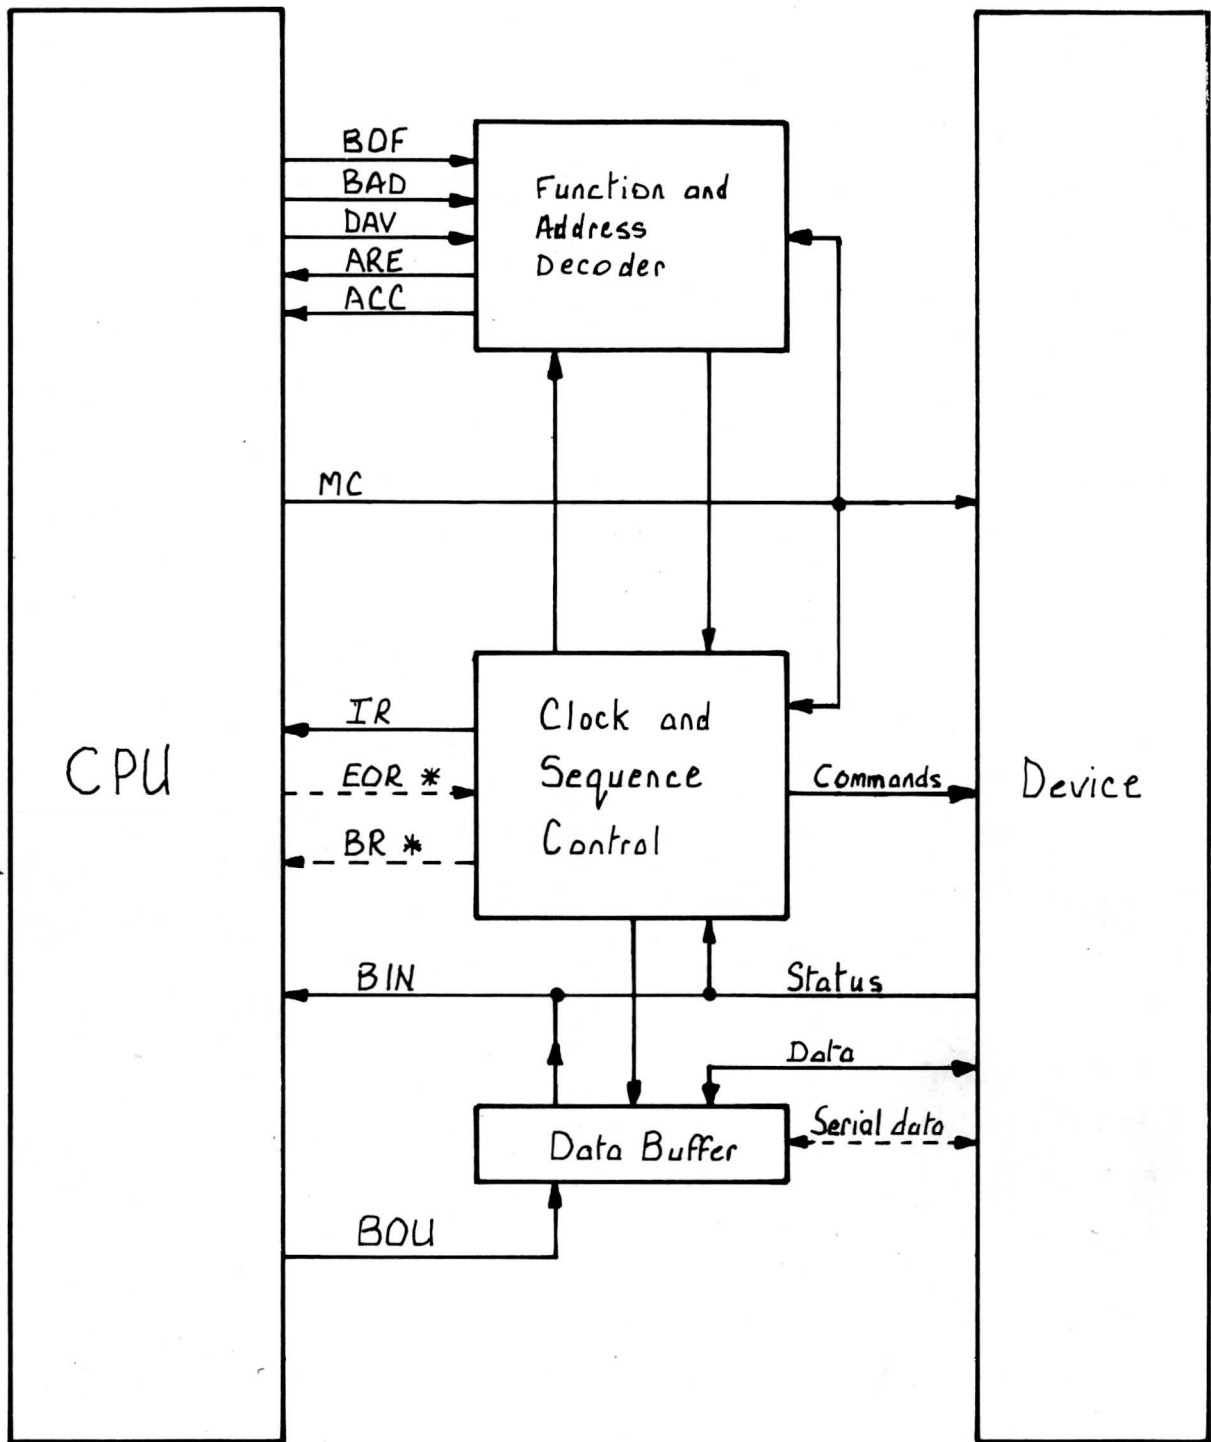 BOF
BAD
DAV
ARE
ACC
Function and
Address
Decoder
MC
IR
EOR *
BR *
Clock and
Sequence
Control
Commands
CPU
Device
BIN
Status
Data
Serial data
Data Buffer
BOU